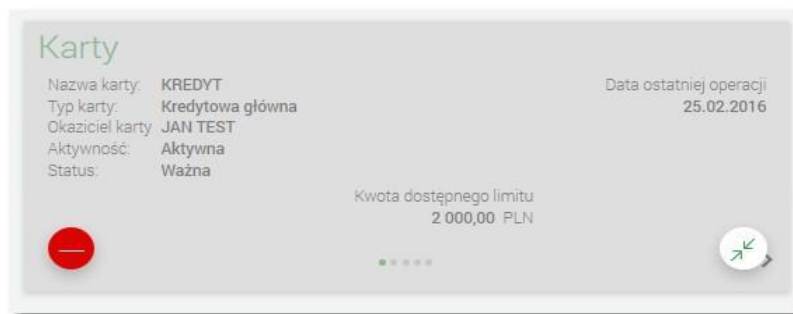 Karty
Nazwa karty: KREDYT
Data ostatniej operacji
Typ karty: Kredytowa główna
25.02.2016
Okaziciel karty JAN TEST
Aktywność: Aktywna
Status: Ważna
Kwota dostępnego limitu
2 000,00 PLN